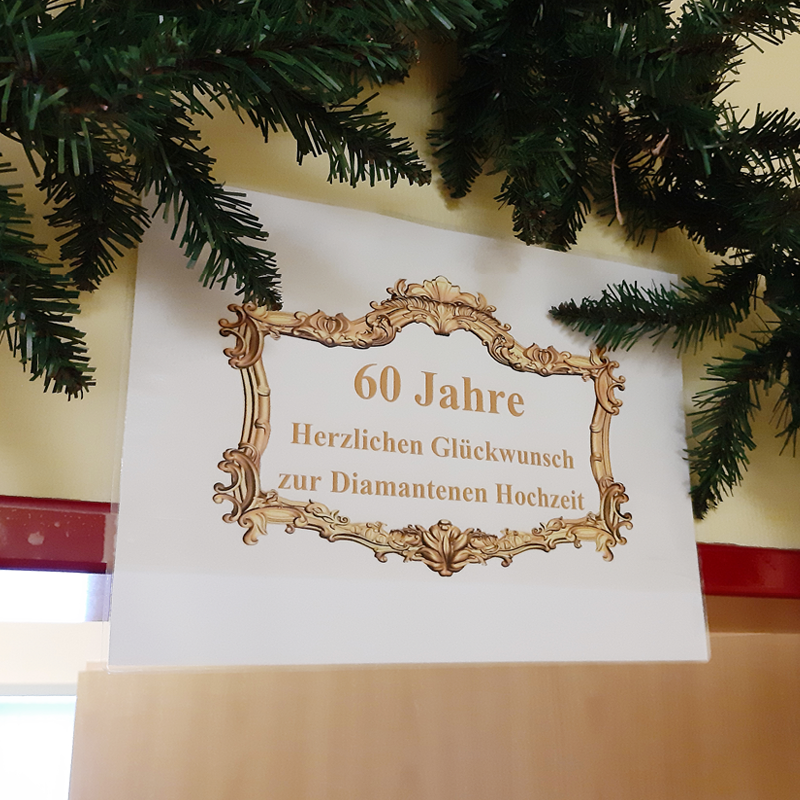 60 Jahre
Herzlichen Glückwunsch
zur Diamantenen Hochzeit